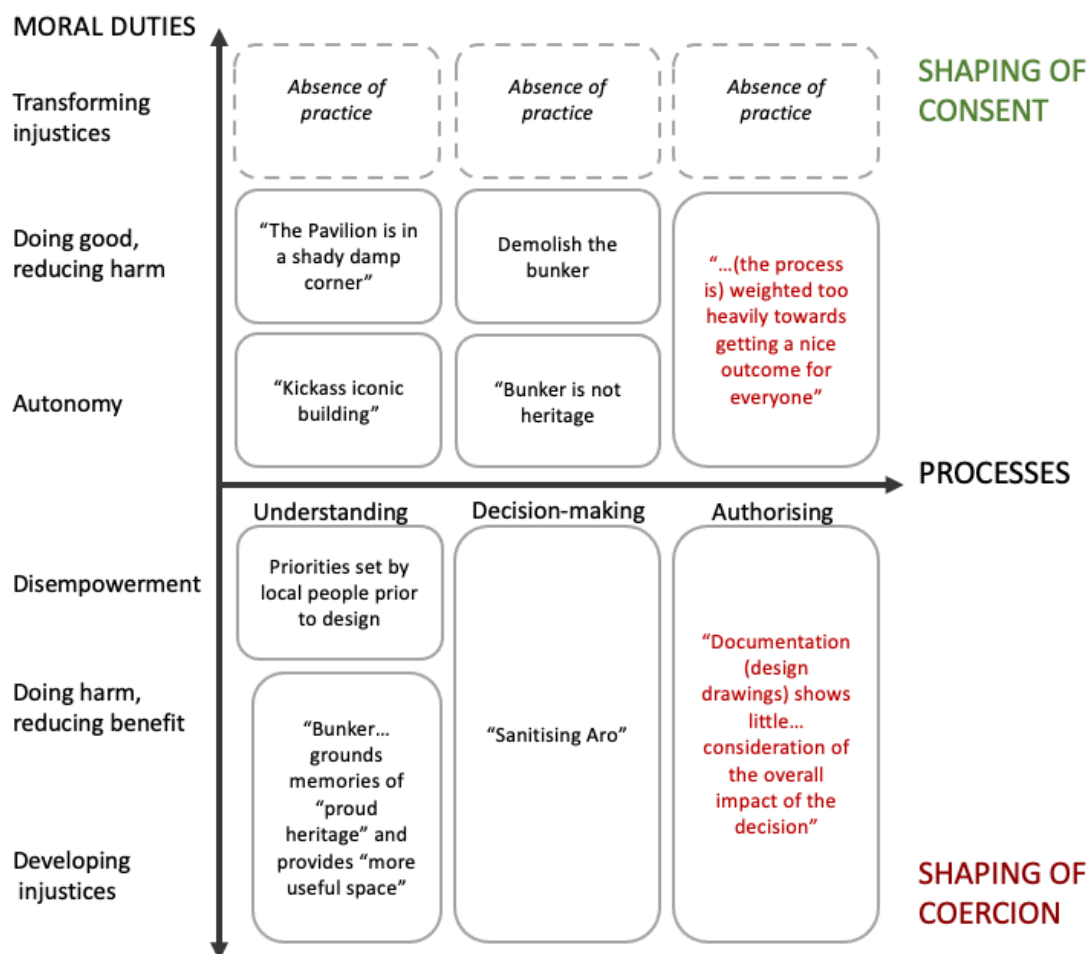 MORAL DUTIES
Transforming
injustices
Absence of
practice
Absence of
practice
Absence of
practice
SHAPING OF
CONSENT
Doing good,
reducing harm
“The Pavilion is in
a shady damp
corner”
Demolish the
bunker
“…(the process
is) weighted too
heavily towards
getting a nice
outcome for
everyone”
Autonomy
“Kickass iconic
building”
“Bunker is not
heritage
PROCESSES
Understanding
Decision-making
Authorising
Disempowerment
Priorities set by
local people prior
to design
Doing harm,
reducing benefit
“Bunker…
grounds
memories of
“proud
heritage” and
provides “more
useful space”
“Sanitising Aro”
“Documentation
(design
drawings) shows
little…
consideration of
the overall
impact of the
decision”
Developing
injustices
SHAPING OF
COERCION